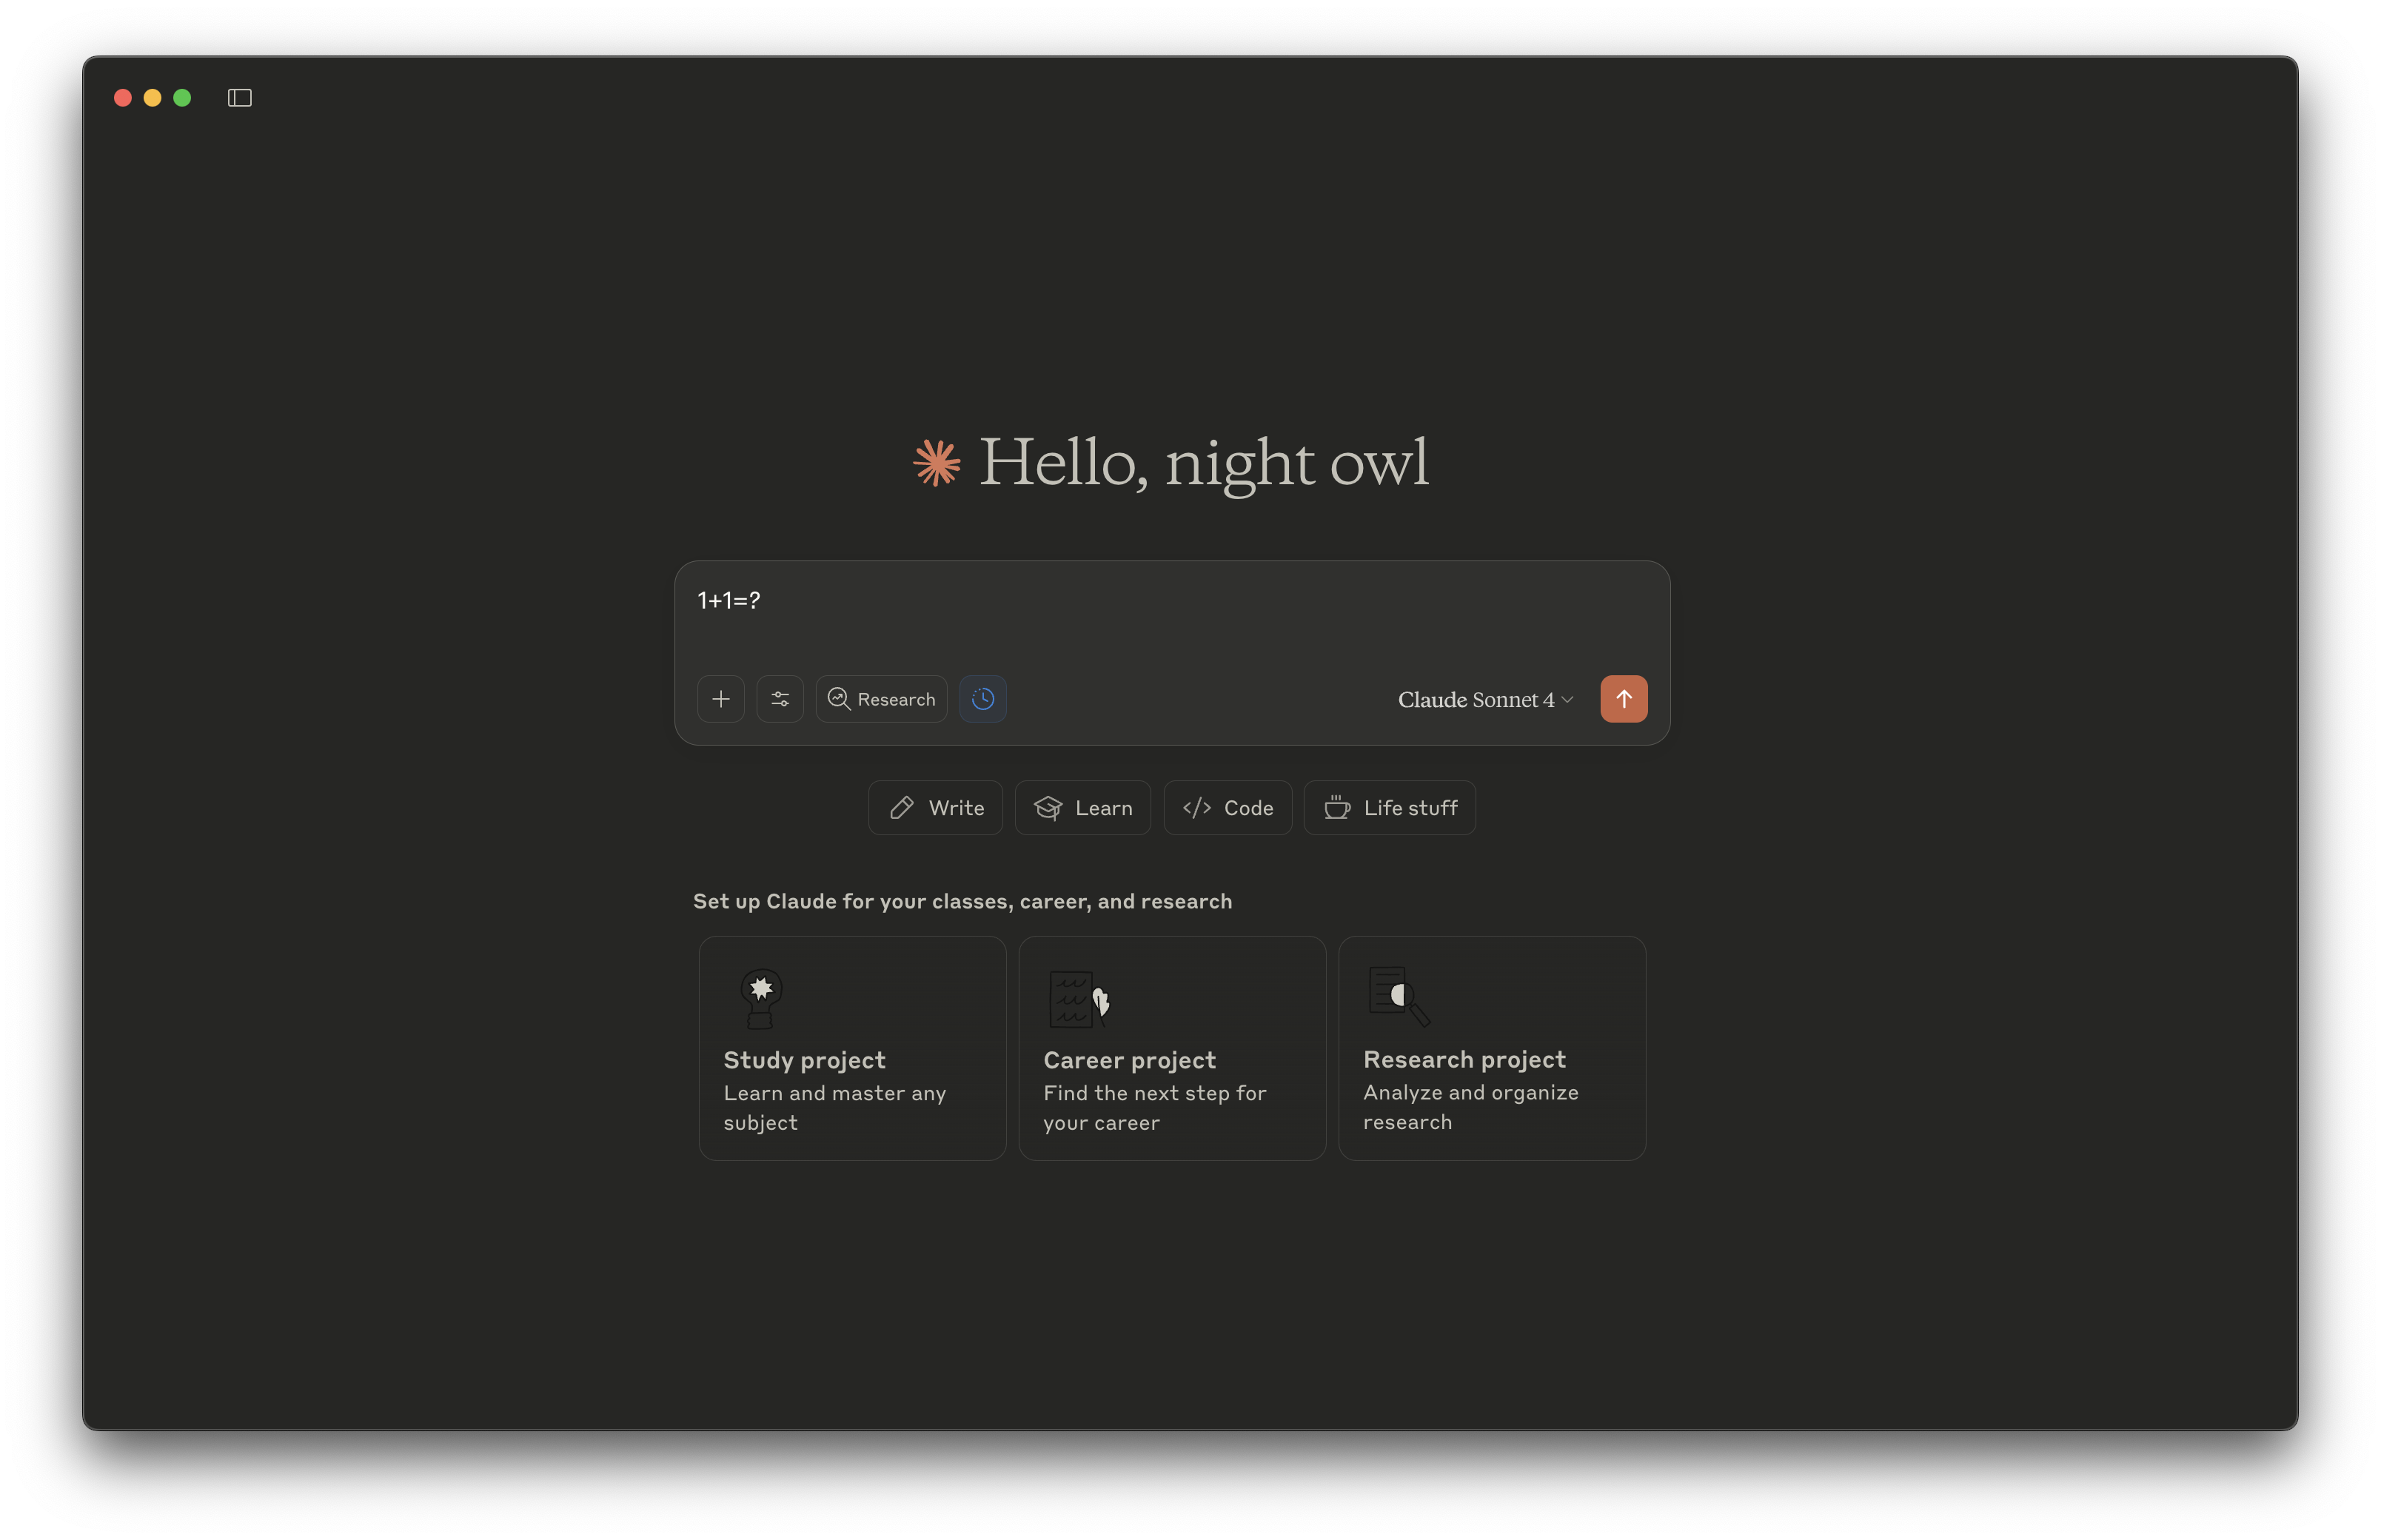 Hello, night owl
1+1=?
Research
Claude Sonnet 4
Write
Learn
Code
Life stuff
Set up Claude for your classes, career, and research
Study project
Learn and master any
subject
Career project
Find the next step for
your career
Research project
Analyze and organize
research